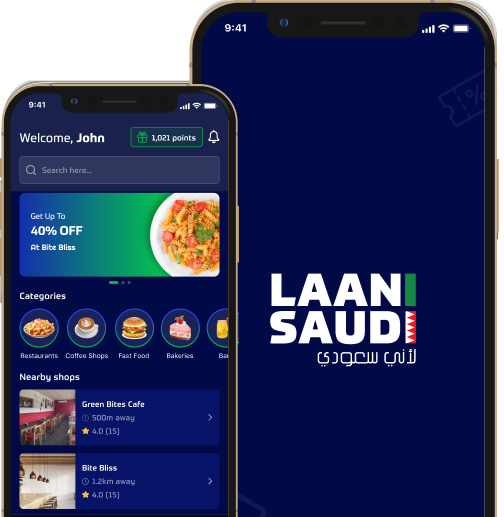 9:41
Welcome, John
1,021 points
Search here...
Get Up To
40% OFF
At Bite Bliss
Categories
Restaurants
Coffee Shops
Fast Food
Bakeries
Ba
Nearby shops
Green Bites Cafe
500m away
4.0 (15)
Bite Bliss
1.2km away
4.0 (15)
9:41
%
LAANI
SAUDI
لأني سعودي